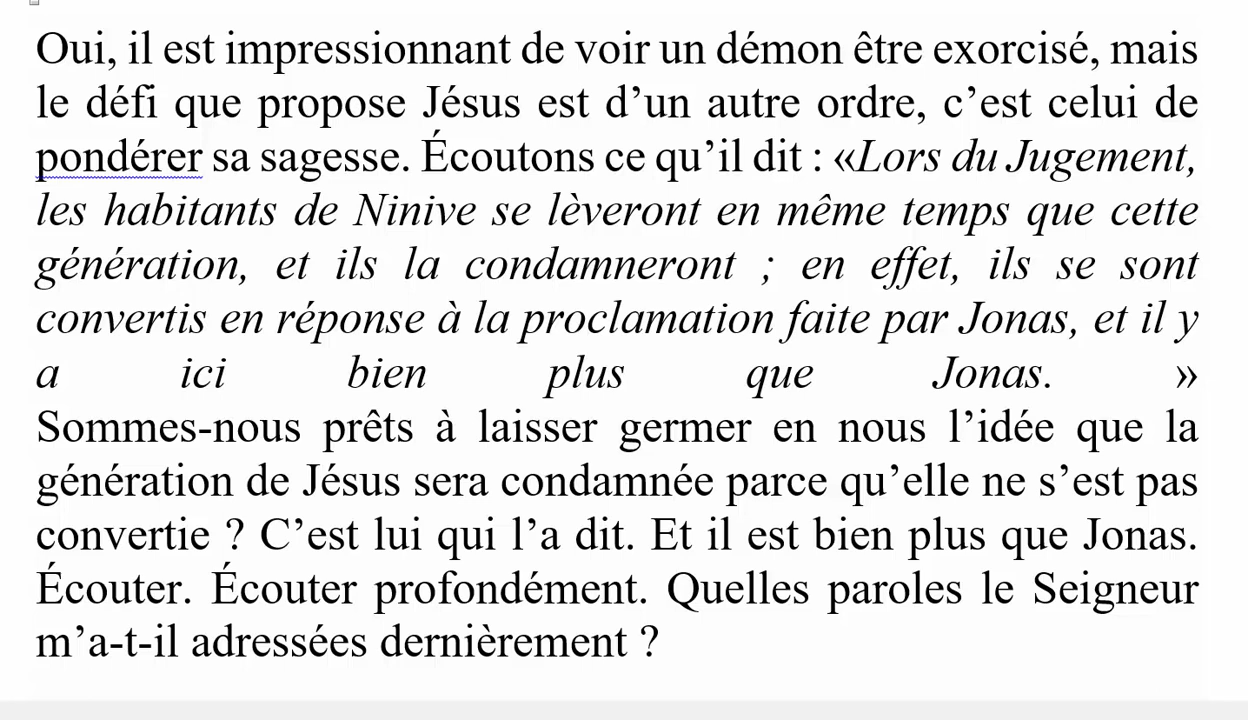 Oui, il est impressionnant de voir un démon être exorcisé, mais
le défi que propose Jésus est d’un autre ordre, c’est celui de
pondérer sa sagesse. Écoutons ce qu’il dit : «Lors du Jugement,
les habitants de Ninive se lèveront en même temps que cette
génération, et ils la condamneront ; en effet, ils se sont
convertis en réponse à la proclamation faite par Jonas, et il y
a ici bien plus que Jonas. »
Sommes-nous prêts à laisser germer en nous l’idée que la
génération de Jésus sera condamnée parce qu’elle ne s’est pas
convertie ? C’est lui qui l’a dit. Et il est bien plus que Jonas.
Écouter. Écouter profondément. Quelles paroles le Seigneur
m’a-t-il adressées dernièrement ?